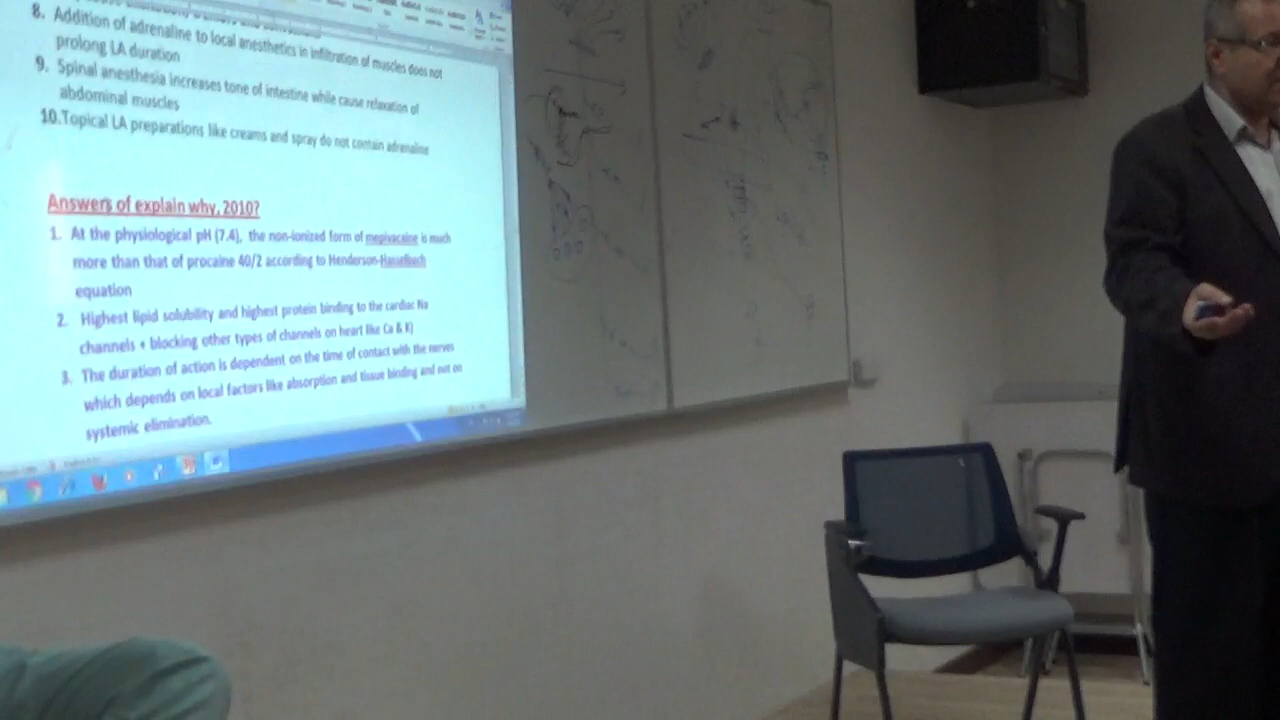 8. Addition of adrenaline to local anesthetics in infiltration of muscles does not
prolong LA duration
9. Spinal anesthesia increases tone of intestine while cause relaxation of
abdominal muscles
10.Topical LA preparations like creams and spray do not contain adrenaline
Answers of explain why, 2010?
1. At the physiological pH (7.4), the non-ionized form of mepivacaine is much
more than that of procaine 40/2 according to Henderson-Hasselbach
equation
2. Highest lipid solubility and highest protein binding to the cardiac Na
channels + blocking other types of channels on heart like Ca & K)
3. The duration of action is dependent on the time of contact with the nerves
which depends on local factors like absorption and tissue binding and not on
systemic elimination.